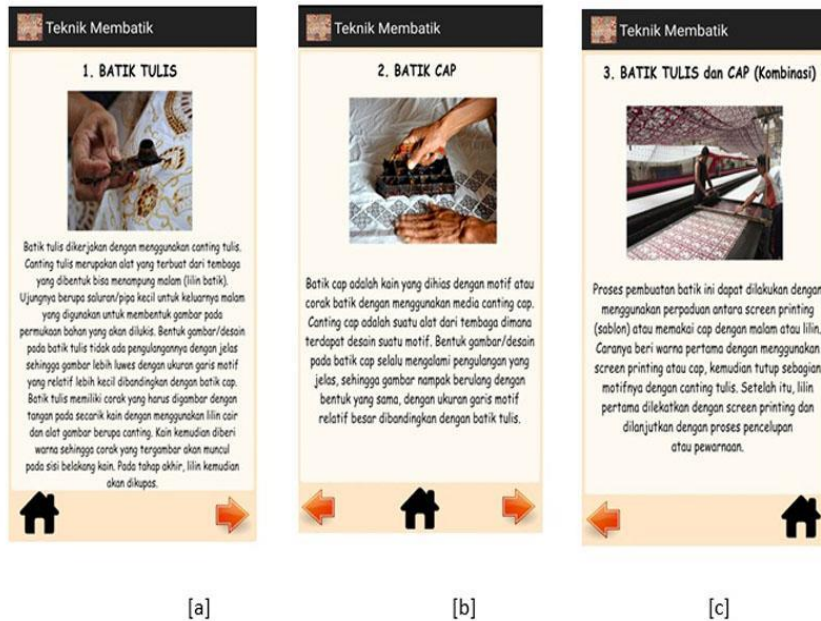 Teknik Membatik
1. BATIK TULIS
Batik tulis dikerjakan dengan menggunakan canting tulis.
Canting tulis merupakan alat yang terbuat dari tembaga
yang dibentuk bisa menampung malam (lilin batik).
Ujungnya berupa saluran/pipa kecil untuk keluarnya malam
yang digunakan untuk membentuk gambar pada
permukaan bahan yang akan dilukis. Bentuk gambar/desain
pada batik tulis tidak ada pengulangannya dengan jelas
sehingga gambar lebih luwes dengan ukuran garis motif
yang relatif lebih kecil dibandingkan dengan batik cap.
Batik tulis memiliki corak yang harus digambar dengan
tangan pada secarik kain dengan menggunakan lilin cair
dan alat gambar berupa canting. Kain kemudian diberi
warna sehingga corak yang tergambar akan muncul
pada sisi belakang kain. Pada tahap akhir, lilin kemudian
akan dikupas.
[a]
Teknik Membatik
2. BATIK CAP
Batik cap adalah kain yang dihias dengan motif atau
corak batik dengan menggunakan media canting cap.
Canting cap adalah suatu alat dari tembaga dimana
terdapat desain suatu motif. Bentuk gambar/desain
pada batik cap selalu mengalami pengulangan yang
jelas, sehingga gambar nampak berulang dengan
bentuk yang sama, dengan ukuran garis motif
relatif besar dibandingkan dengan batik tulis.
[b]
Teknik Membatik
3. BATIK TULIS dan CAP (Kombinasi)
Proses pembuatan batik ini dapat dilakukan dengan
menggunakan perpaduan antara screen printing
(sablon) atau memakai cap dengan malam atau lilin.
Caranya beri warna pertama dengan menggunakan
screen printing atau cap, kemudian tutup sebagian
motifnya dengan canting tulis. Setelah itu, lilin
pertama dilekatkan dengan screen printing dan
dilanjutkan dengan proses pencelupan
atau pewarnaan.
[c]